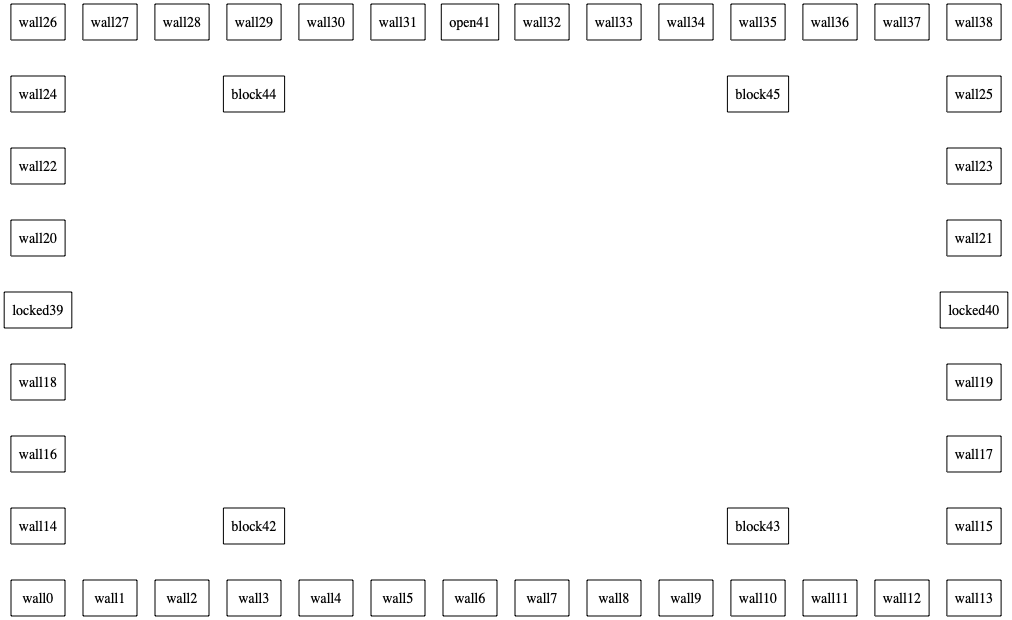 wall26 wall27 wall28 wall29 wall30 wall31 open41 wall32 wall33 wall34 wall35 wall36 wall37 wall38
wall24 block44 block45 wall25
wall22 wall23
wall20 wall21
locked39 locked40
wall18 wall19
wall16 wall17
wall14 block42 block43 wall15
wall0 wall1 wall2 wall3 wall4 wall5 wall6 wall7 wall8 wall9 wall10 wall11 wall12 wall13